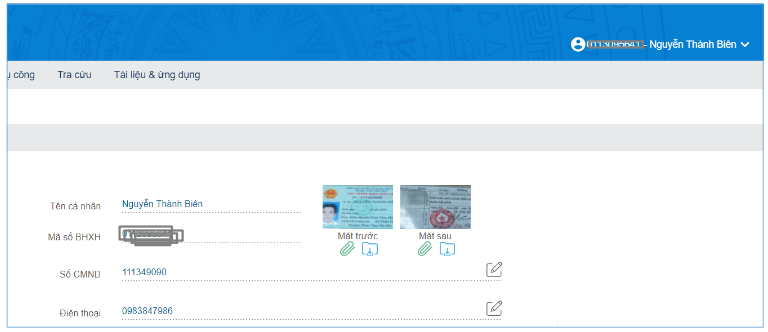 - Nguyễn Thành Biên
ụ công Tra cứu Tài liệu & ứng dụng
Tên cá nhân Nguyễn Thành Biên
Mã số BHXH
Mặt trước Mặt sau
Số CMND 111349090
Điện thoại 0983847986